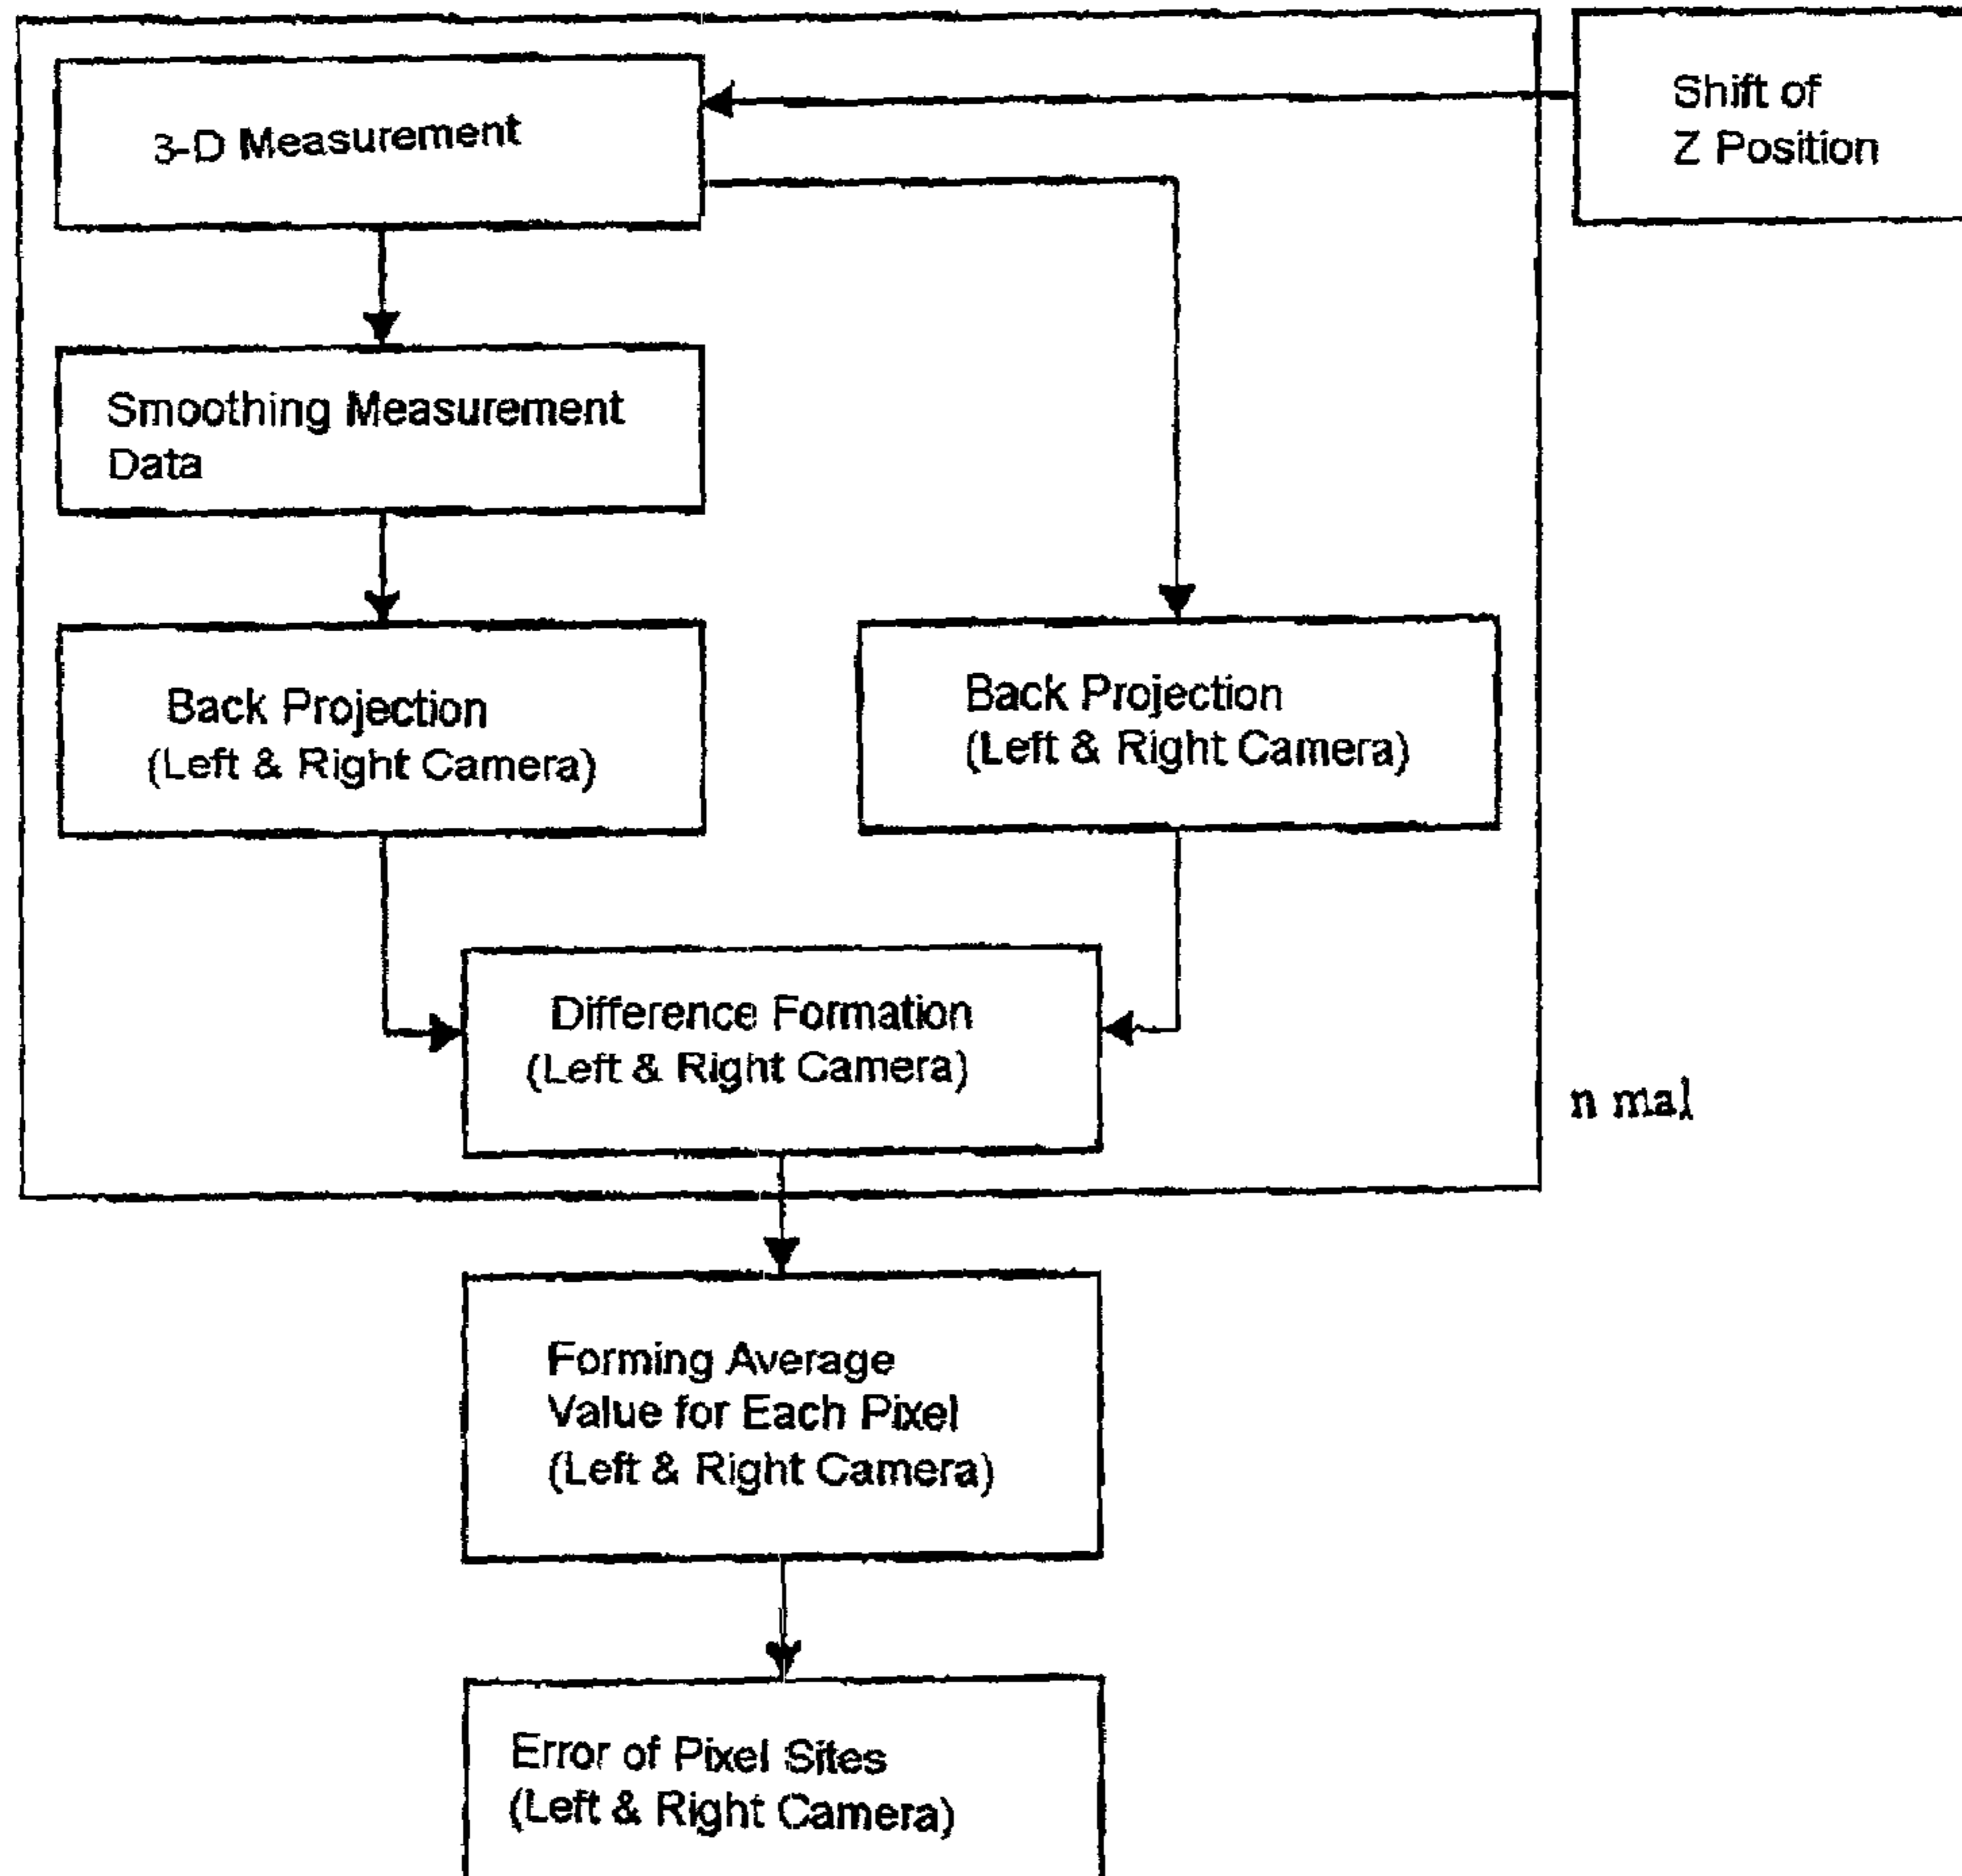 Shift of
Z Position
3-D Measurement
Smoothing Measurement
Data
Back Projection
(Left & Right Camera)
Back Projection
(Left & Right Camera)
Difference Formation
(Left & Right Camera)
n mal
Forming Average
Value for Each Pixel
(Left & Right Camera)
Error of Pixel Sites
(Left & Right Camera)